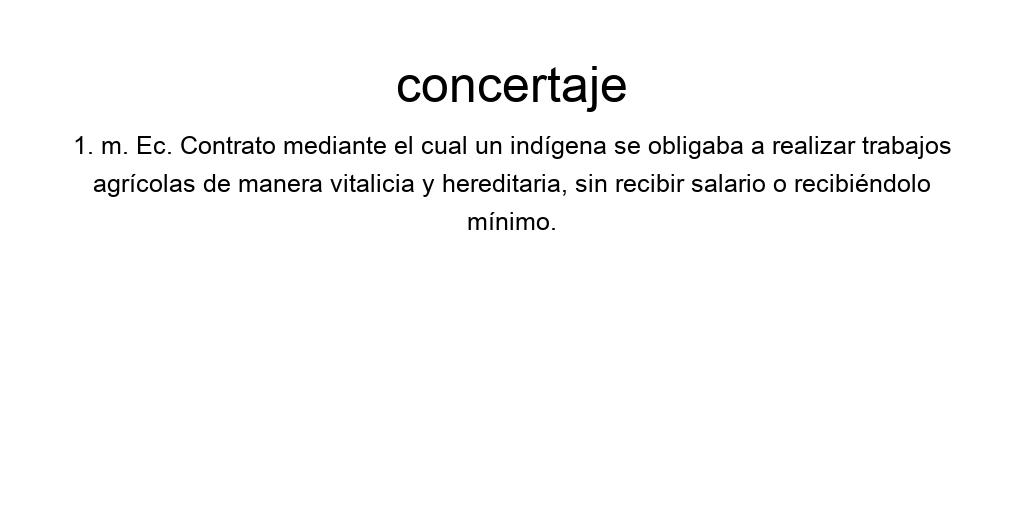 concertaje
1. m. Ec. Contrato mediante el cual un indígena se obligaba a realizar trabajos
agrícolas de manera vitalicia y hereditaria, sin recibir salario o recibiéndolo
mínimo.